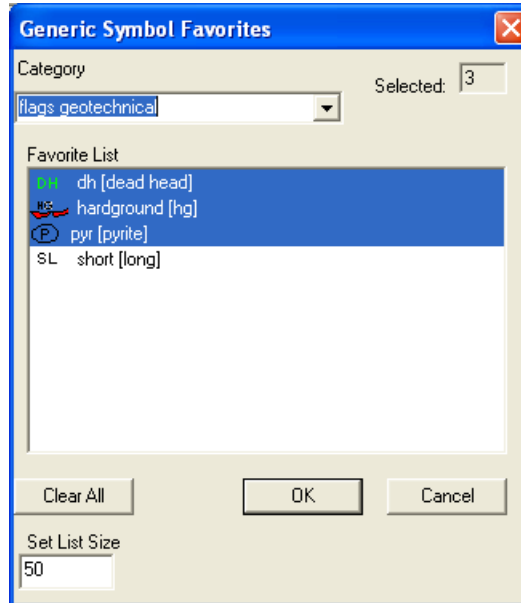 Generic Symbol Favorites
Category
Selected: 3
flags geotechnical
Favorite List
DH dh [dead head]
HG hardground [hg]
P pyr [pyrite]
SL short [long]
Clear All OK Cancel
Set List Size
50